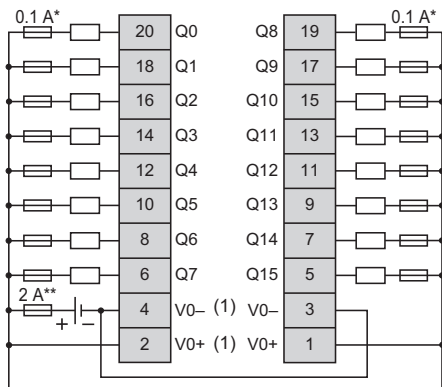 0.1 A* 20 Q0 Q8 19 0.1 A*
18 Q1 Q9 17
16 Q2 Q10 15
14 Q3 Q11 13
12 Q4 Q12 11
10 Q5 Q13 9
8 Q6 Q14 7
6 Q7 Q15 5
2 A** + – 4 V0– (1) V0– 3
2 V0+ (1) V0+ 1